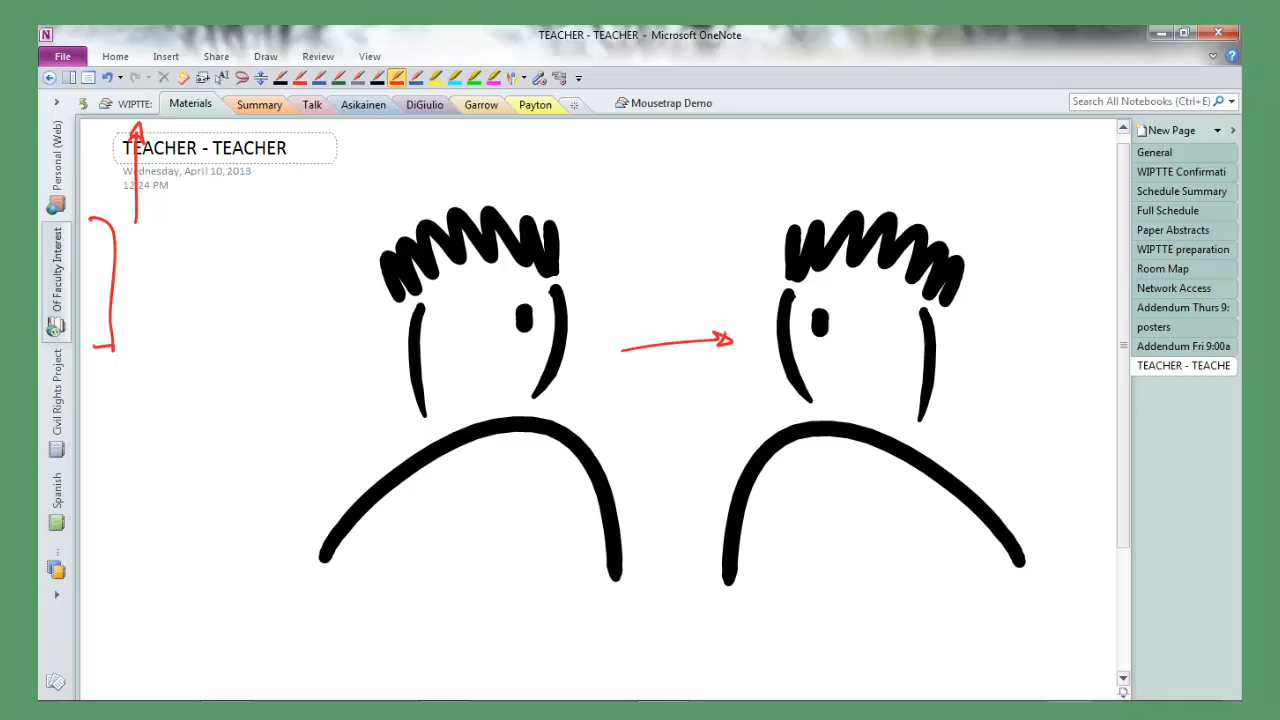 TEACHER - TEACHER - Microsoft OneNote
File Home Insert Share Draw Review View
WIPTTE: Materials Summary Talk Asikainen DiGiulio Garrow Payton Mousetrap Demo Search All Notebooks (Ctrl+E)
TEACHER - TEACHER
Wednesday, April 10, 2013
12:24 PM
Personal (Web)
Of Faculty Interest
Civil Rights Project
Spanish
...
New Page
General
WIPTTE Confirmati
Schedule Summary
Full Schedule
Paper Abstracts
WIPTTE preparation
Room Map
Network Access
Addendum Thurs 9:
posters
Addendum Fri 9:00a
TEACHER - TEACHE